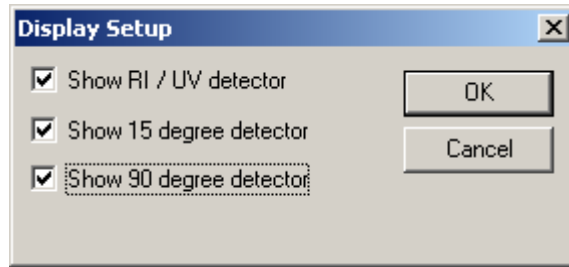 Display Setup
Show RI / UV detector
Show 15 degree detector
Show 90 degree detector
OK
Cancel